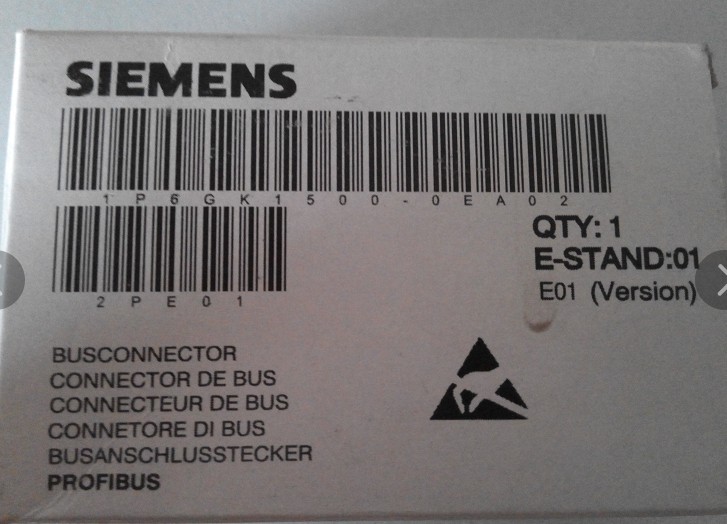 SIEMENS
1P6GK1500-0EA02
2PE01
QTY: 1
E-STAND:01
E01 (Version)
BUSCONNECTOR
CONNECTOR DE BUS
CONNECTEUR DE BUS
CONNETORE DI BUS
BUSANSCHLUSSTECKER
PROFIBUS